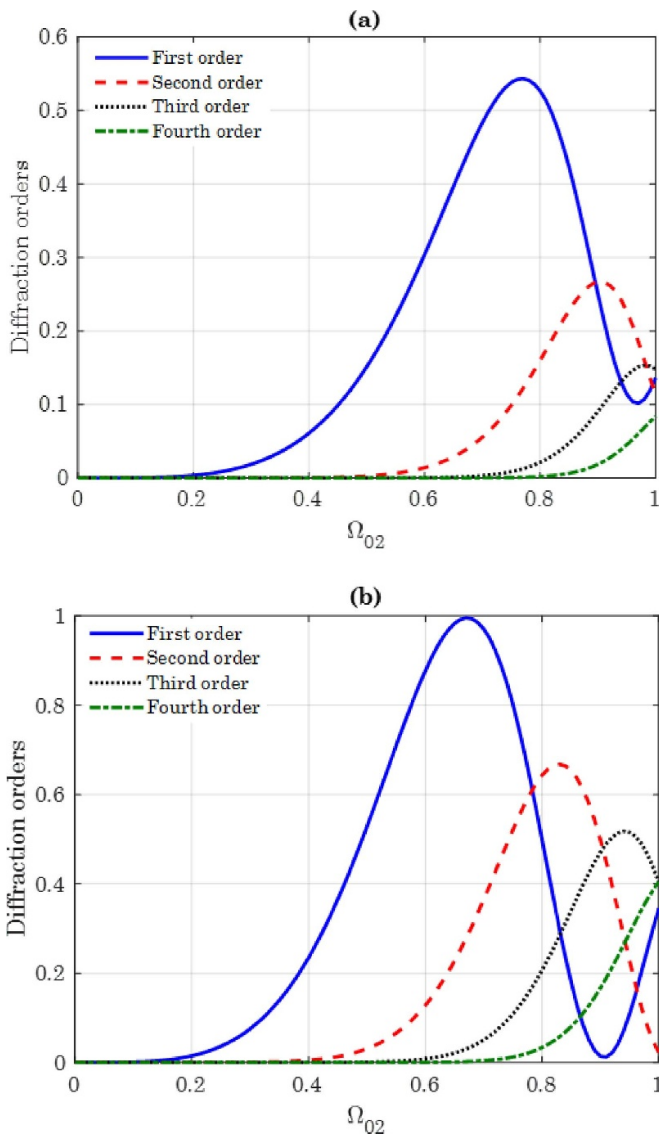 (a)
0.6
0.5
0.4
0.3
0.2
0.1
0
Diffraction orders
First order
Second order
Third order
Fourth order
0 0.2 0.4 0.6 0.8 1
Ω02
(b)
1
0.8
0.6
0.4
0.2
0
Diffraction orders
First order
Second order
Third order
Fourth order
0 0.2 0.4 0.6 0.8 1
Ω02